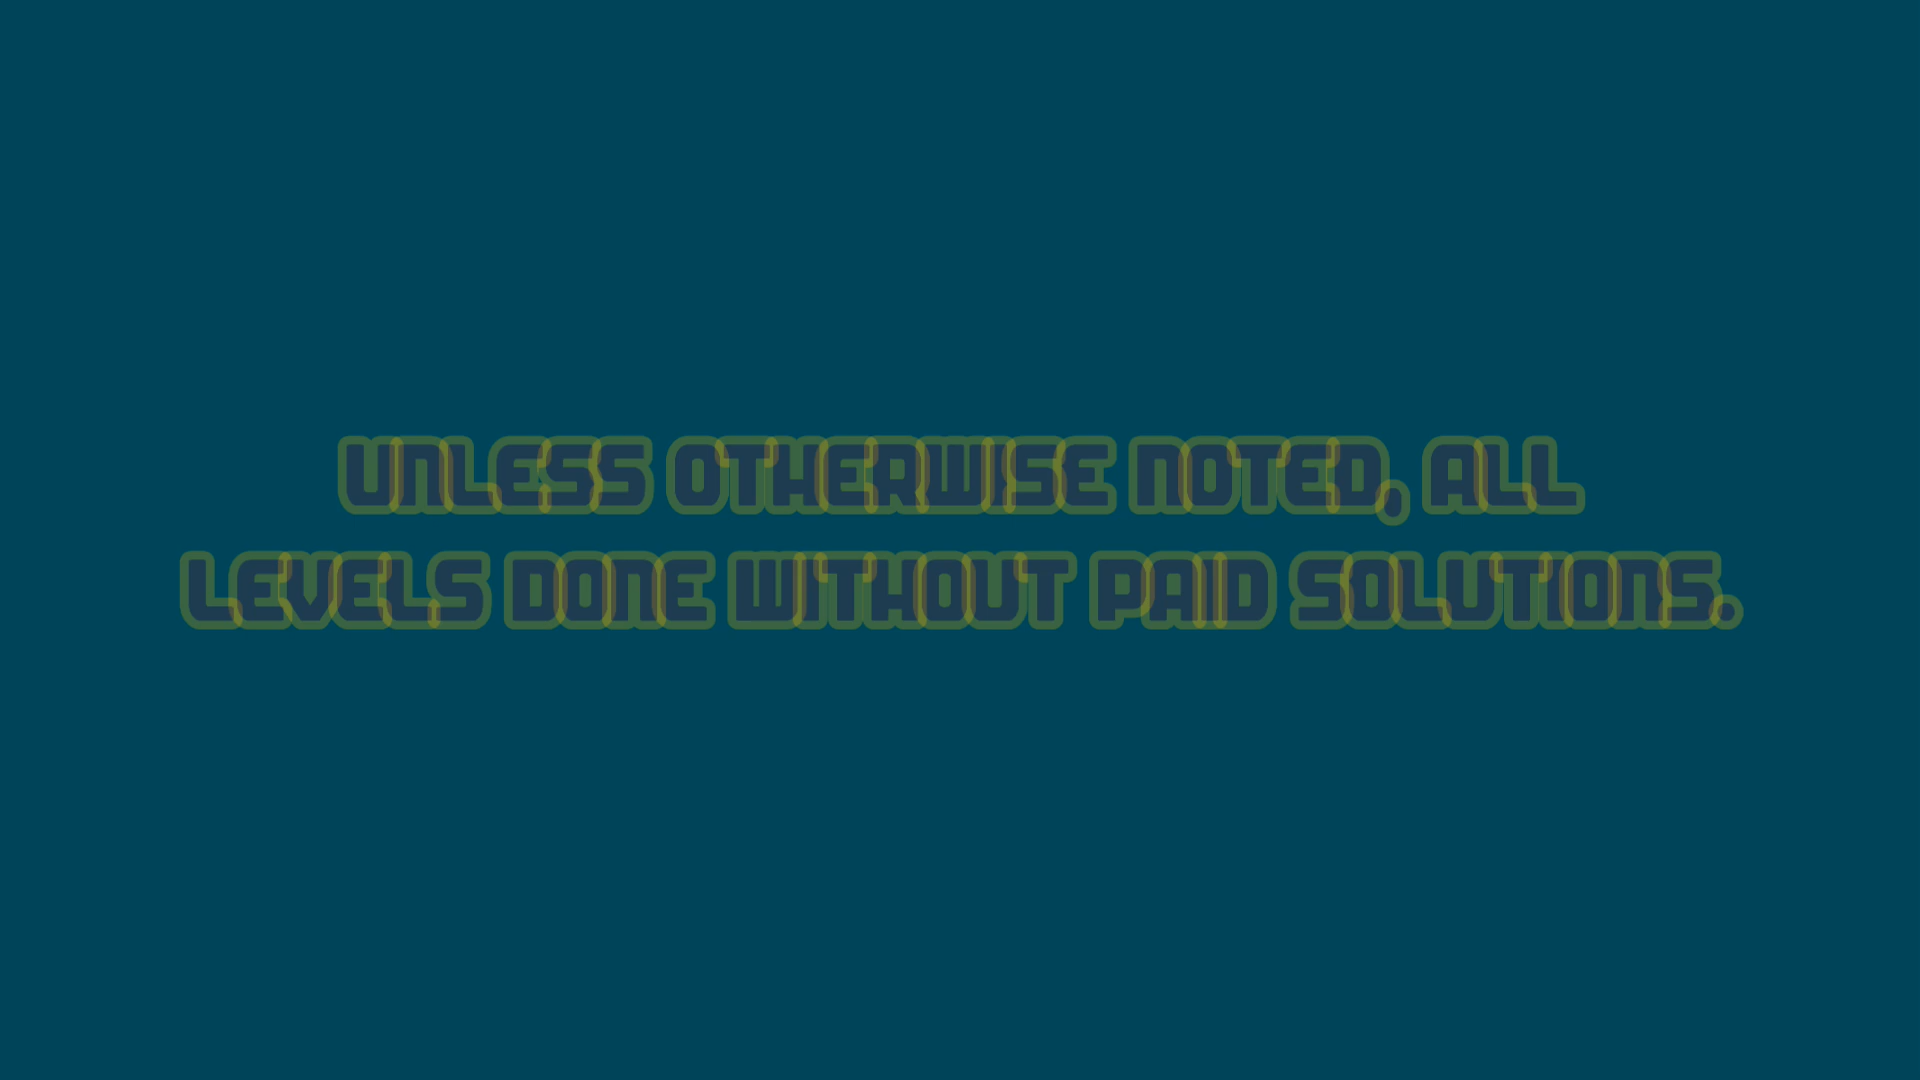 UNLESS OTHERWISE NOTED, ALL
LEVELS DONE WITHOUT PAID SOLUTIONS.